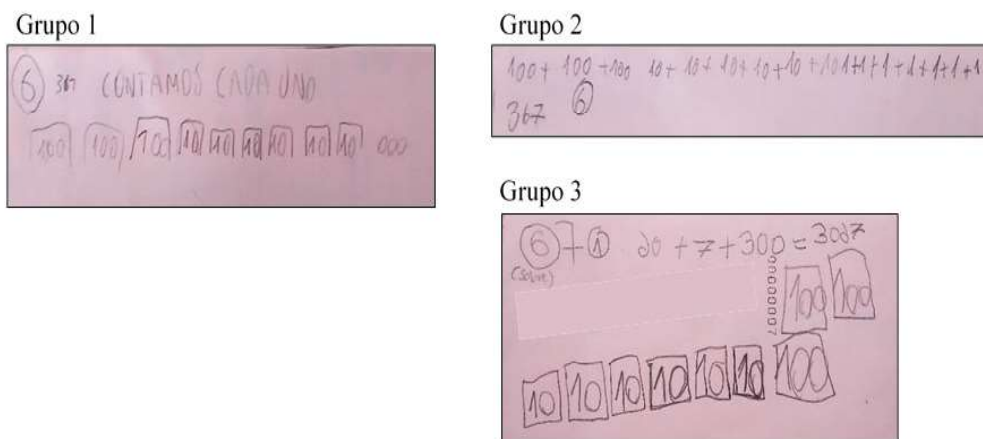 Grupo 1
6 367 CONTAMOS CADA UNO
100 100 100 10 10 10 10 10 10 000
Grupo 2
100+ 100 +100 10+ 10+ 10+ 10+10 +10 1+1+1+1+1+1+1
367 6
Grupo 3
6 + 1 60 +7+300=3067
(sobre)
100 100
10 10 10 10 10 10 100